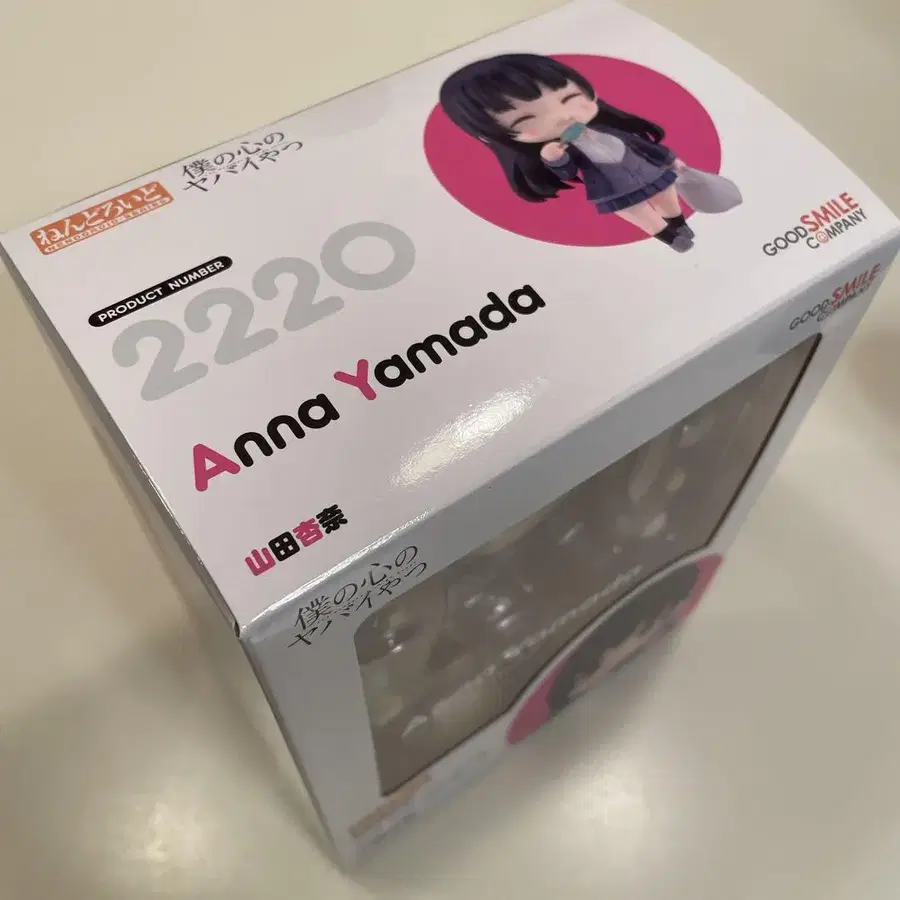 ねんどろいど
NENDOROID SERIES
僕の心の
ヤバイやつ
PRODUCT NUMBER
2220
Anna Yamada
山田杏奈
GOOD SMILE
COMPANY
GOOD SMILE
COMPANY
僕の心の
ヤバイやつ